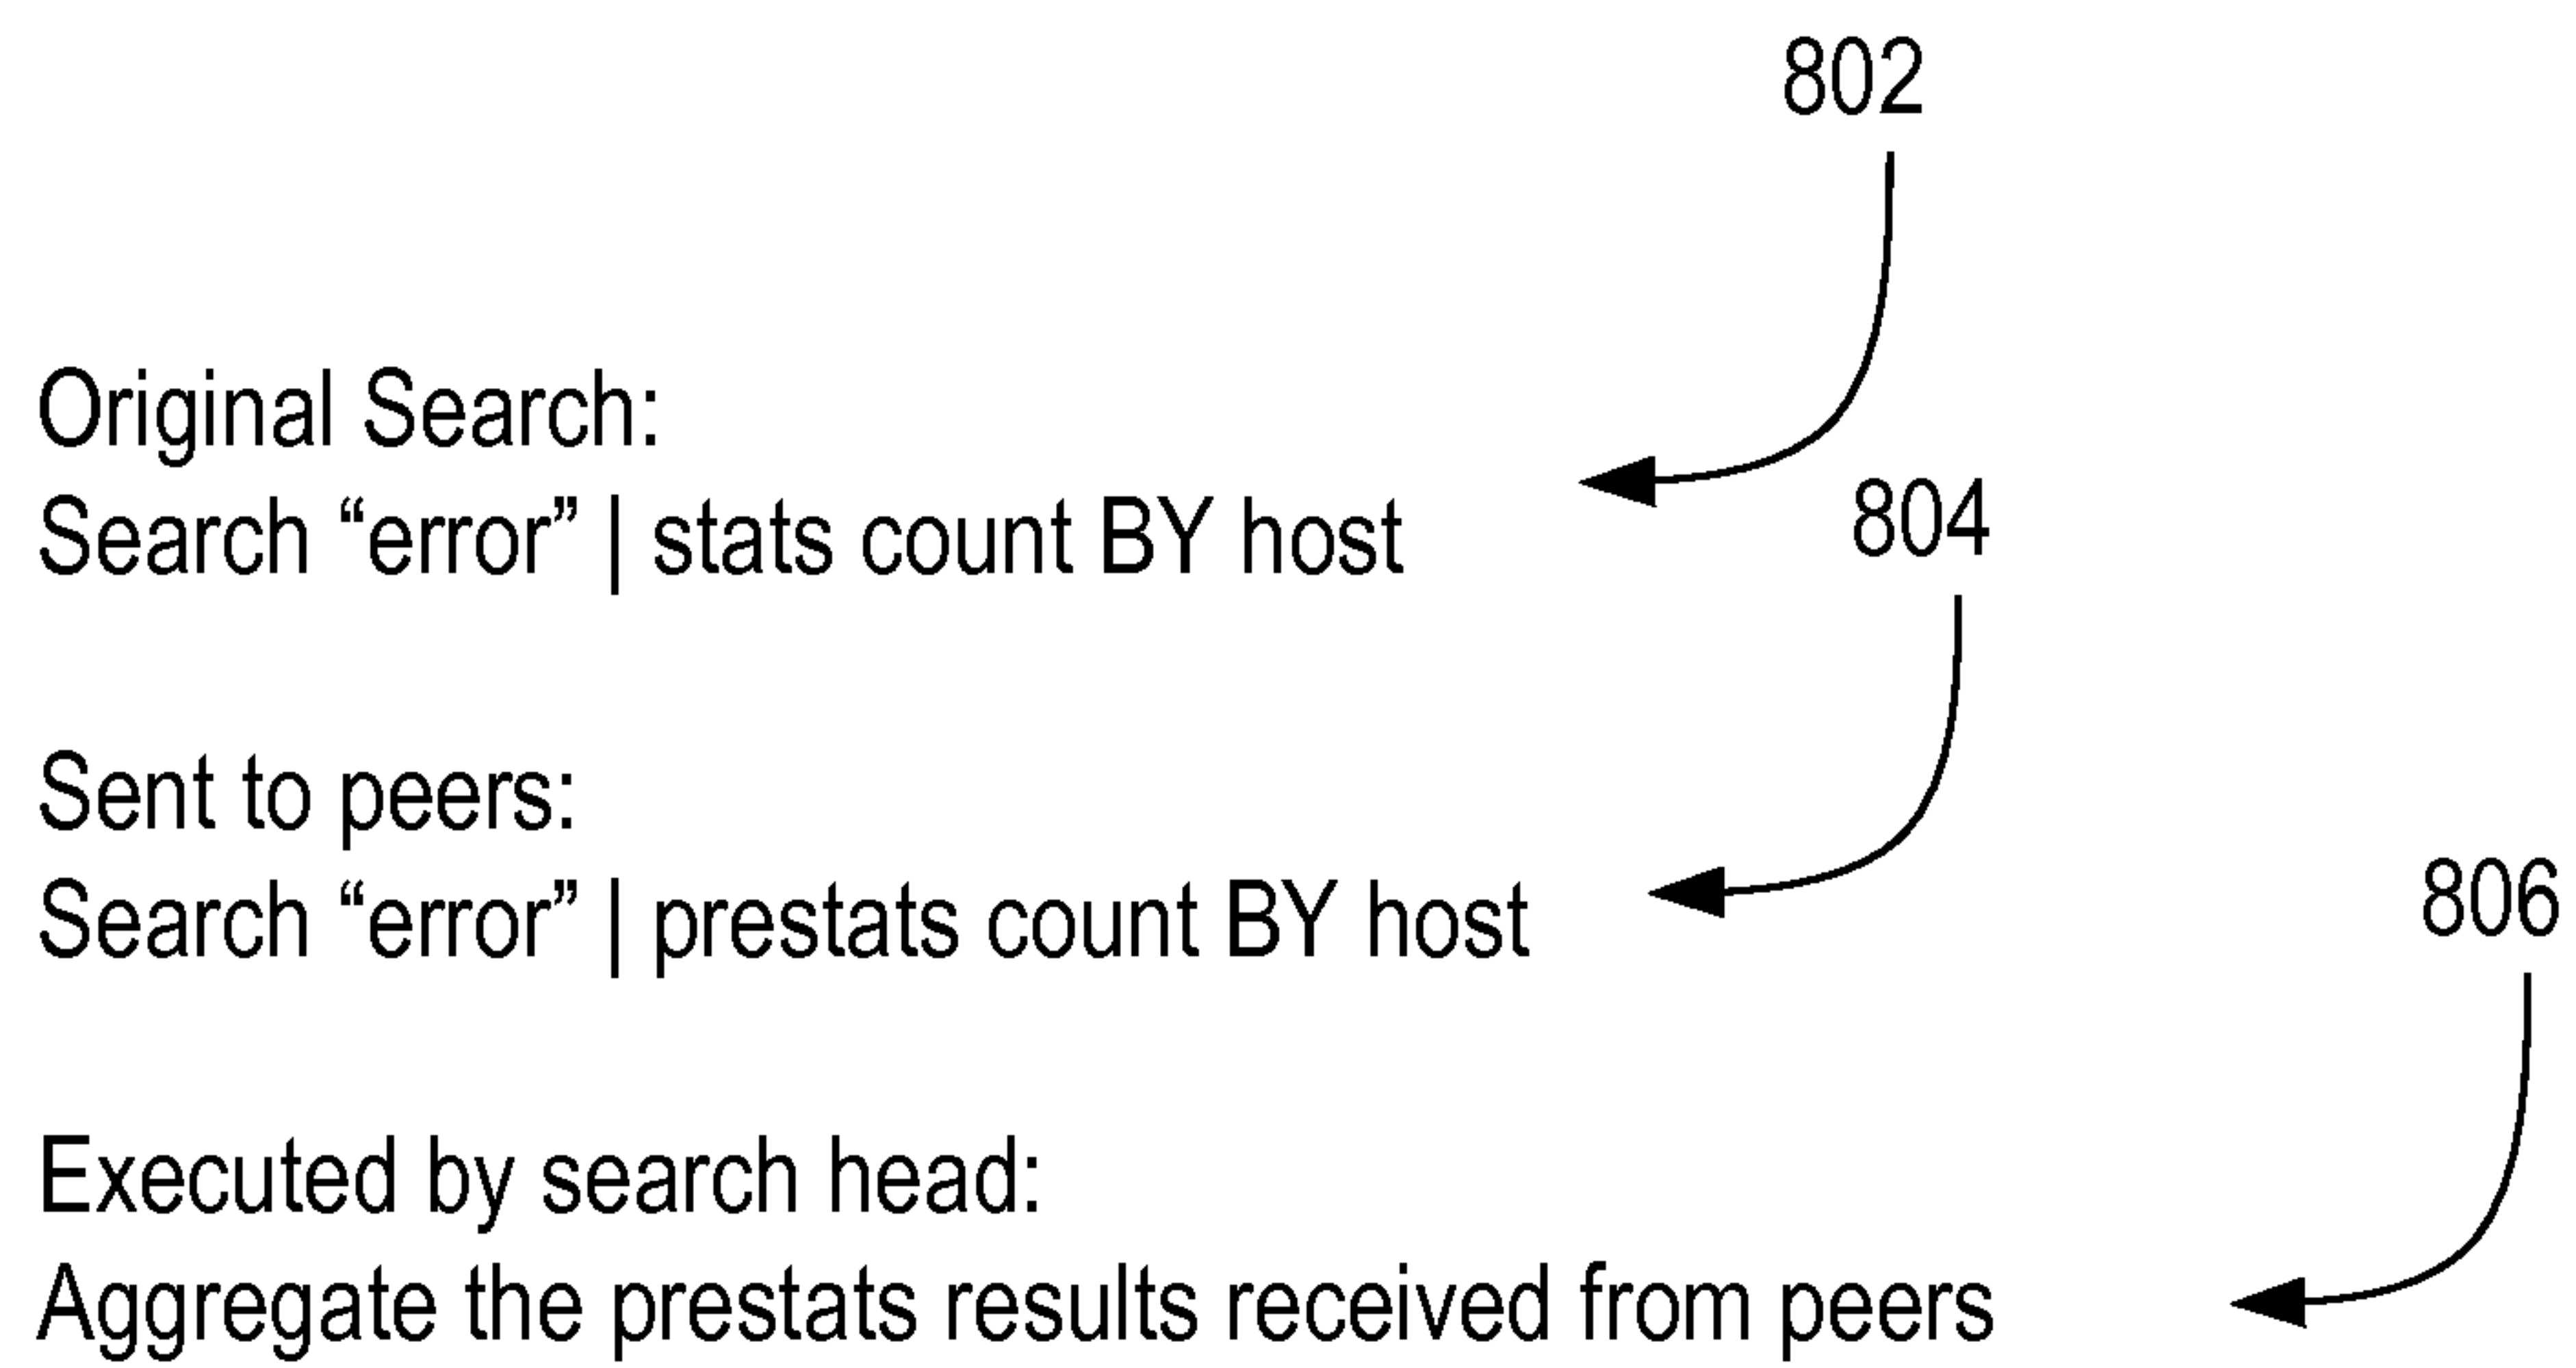 802
Original Search:
Search “error” | stats count BY host
804
Sent to peers:
Search “error” | prestats count BY host
806
Executed by search head:
Aggregate the prestats results received from peers